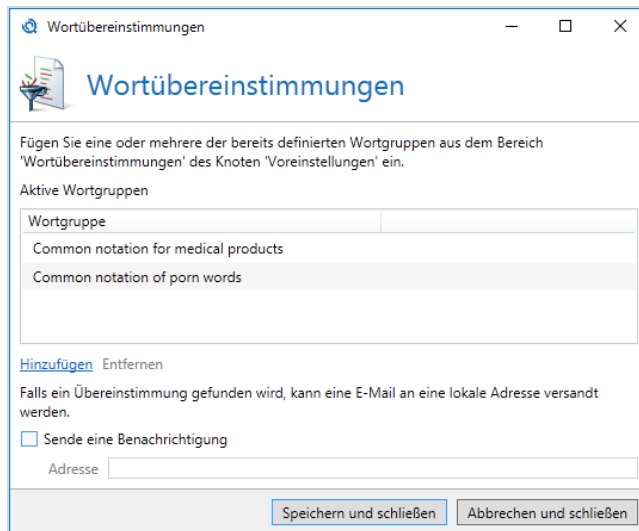 Wortübereinstimmungen
Wortübereinstimmungen
Fügen Sie eine oder mehrere der bereits definierten Wortgruppen aus dem Bereich
'Wortübereinstimmungen' des Knoten 'Voreinstellungen' ein.
Aktive Wortgruppen
Wortgruppe
Common notation for medical products
Common notation of porn words
Hinzufügen Entfernen
Falls ein Übereinstimmung gefunden wird, kann eine E-Mail an eine lokale Adresse versandt
werden.
Sende eine Benachrichtigung
Adresse
Speichern und schließen Abbrechen und schließen